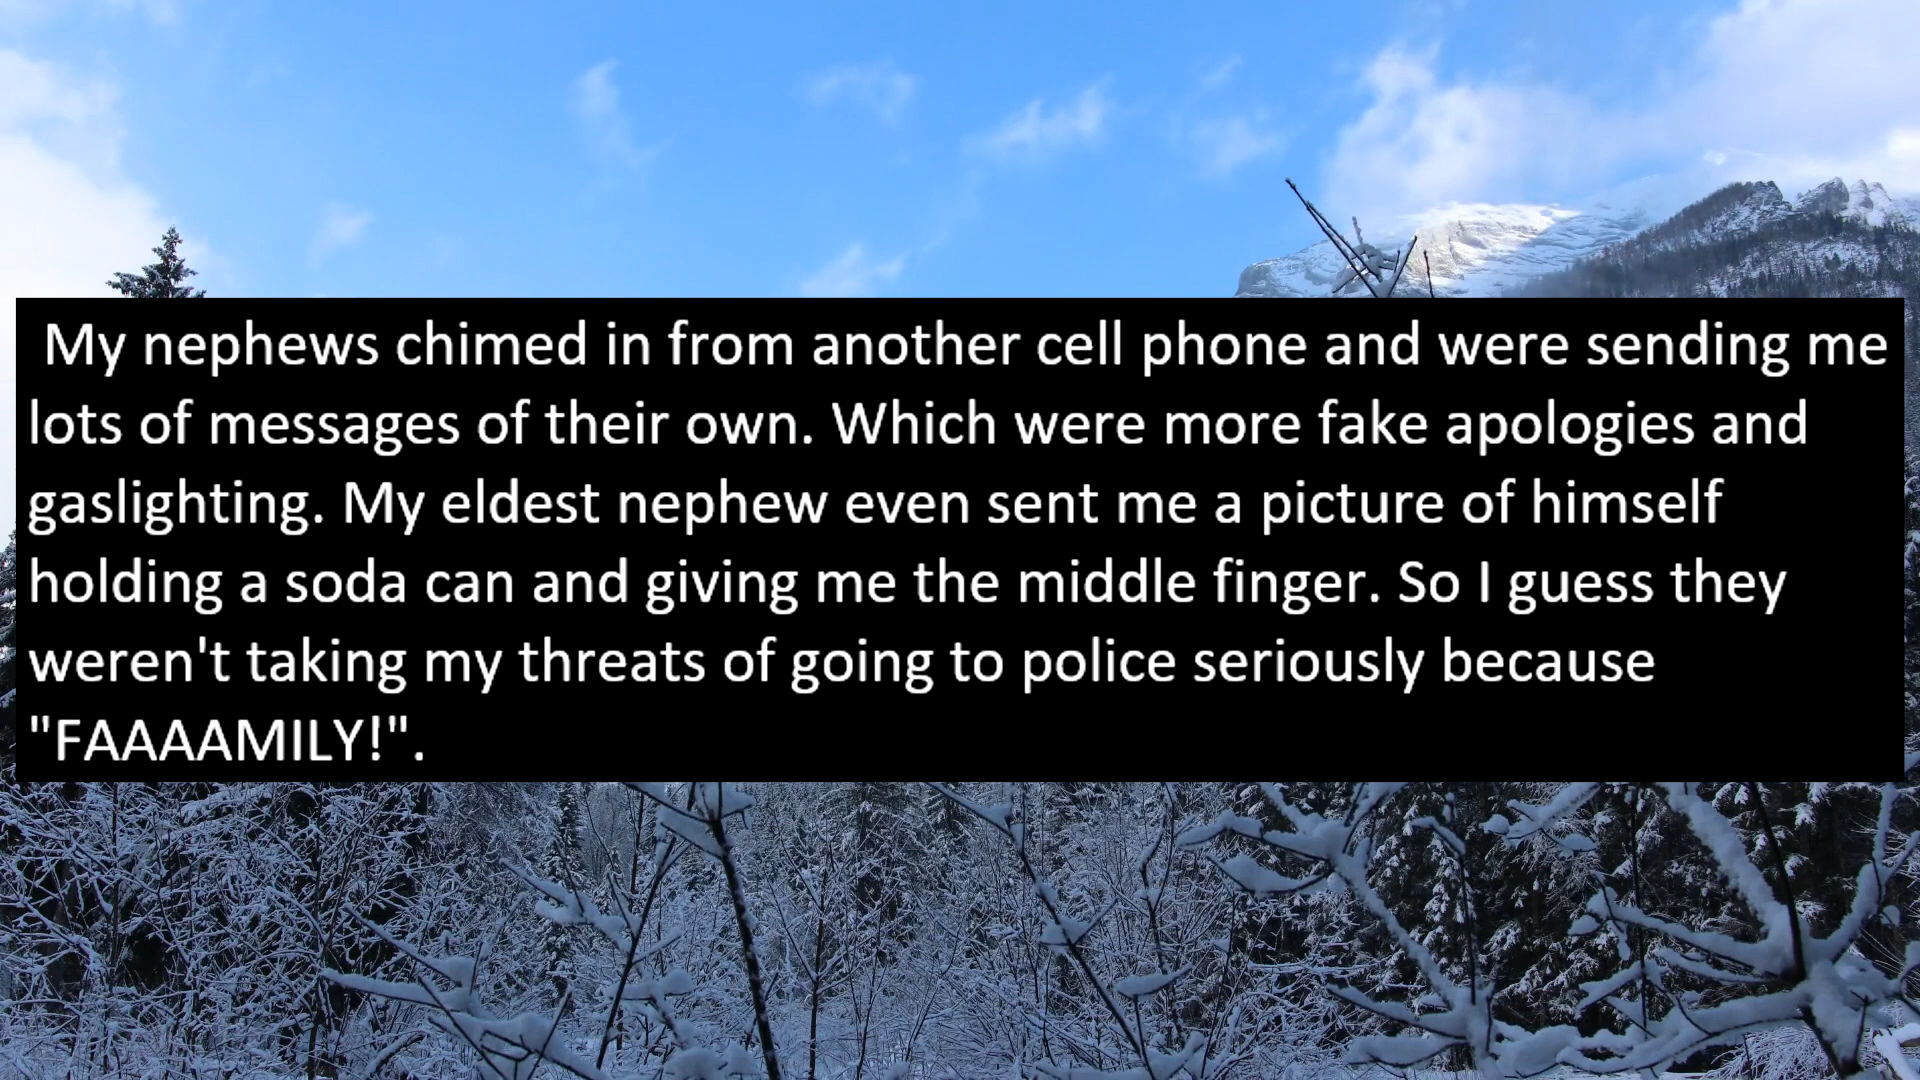 My nephews chimed in from another cell phone and were sending me
lots of messages of their own. Which were more fake apologies and
gaslighting. My eldest nephew even sent me a picture of himself
holding a soda can and giving me the middle finger. So I guess they
weren't taking my threats of going to police seriously because
"FAAAAMILY!".